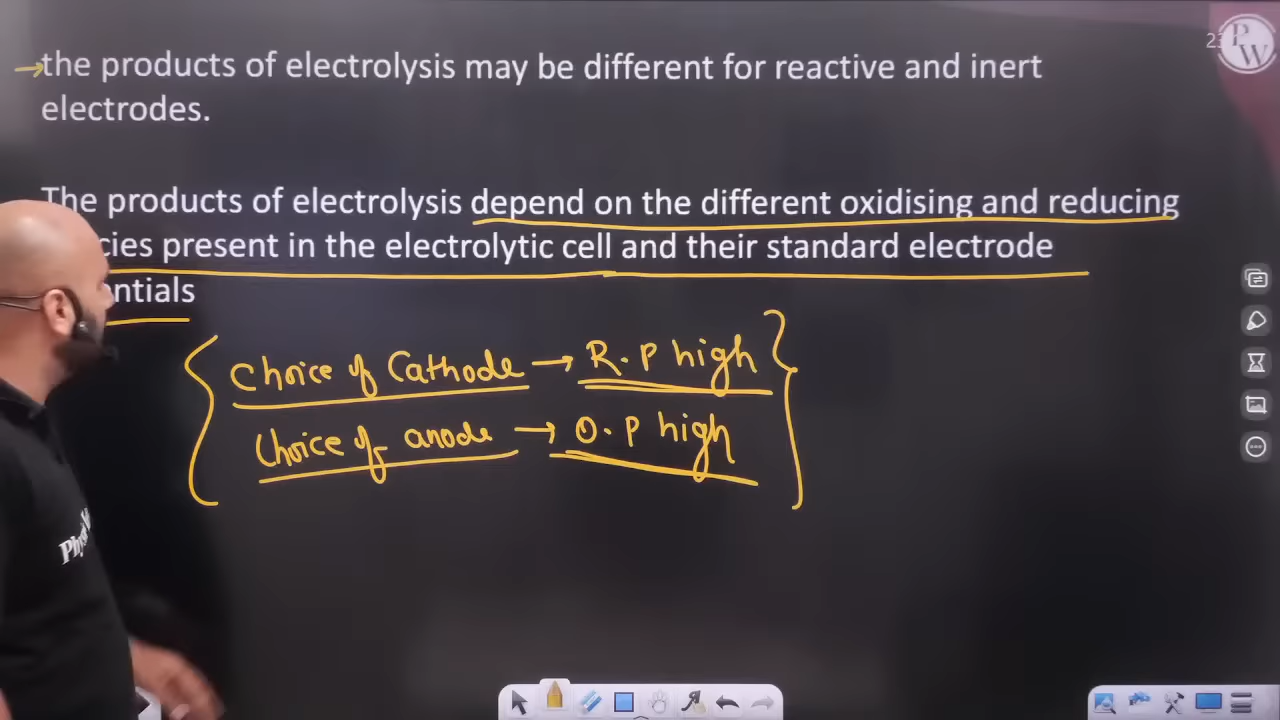 the products of electrolysis may be different for reactive and inert
electrodes.
The products of electrolysis depend on the different oxidising and reducing
cies present in the electrolytic cell and their standard electrode
ntials
Choice of Cathode → R.P high
Choice of anode → O.P high
23
P
W